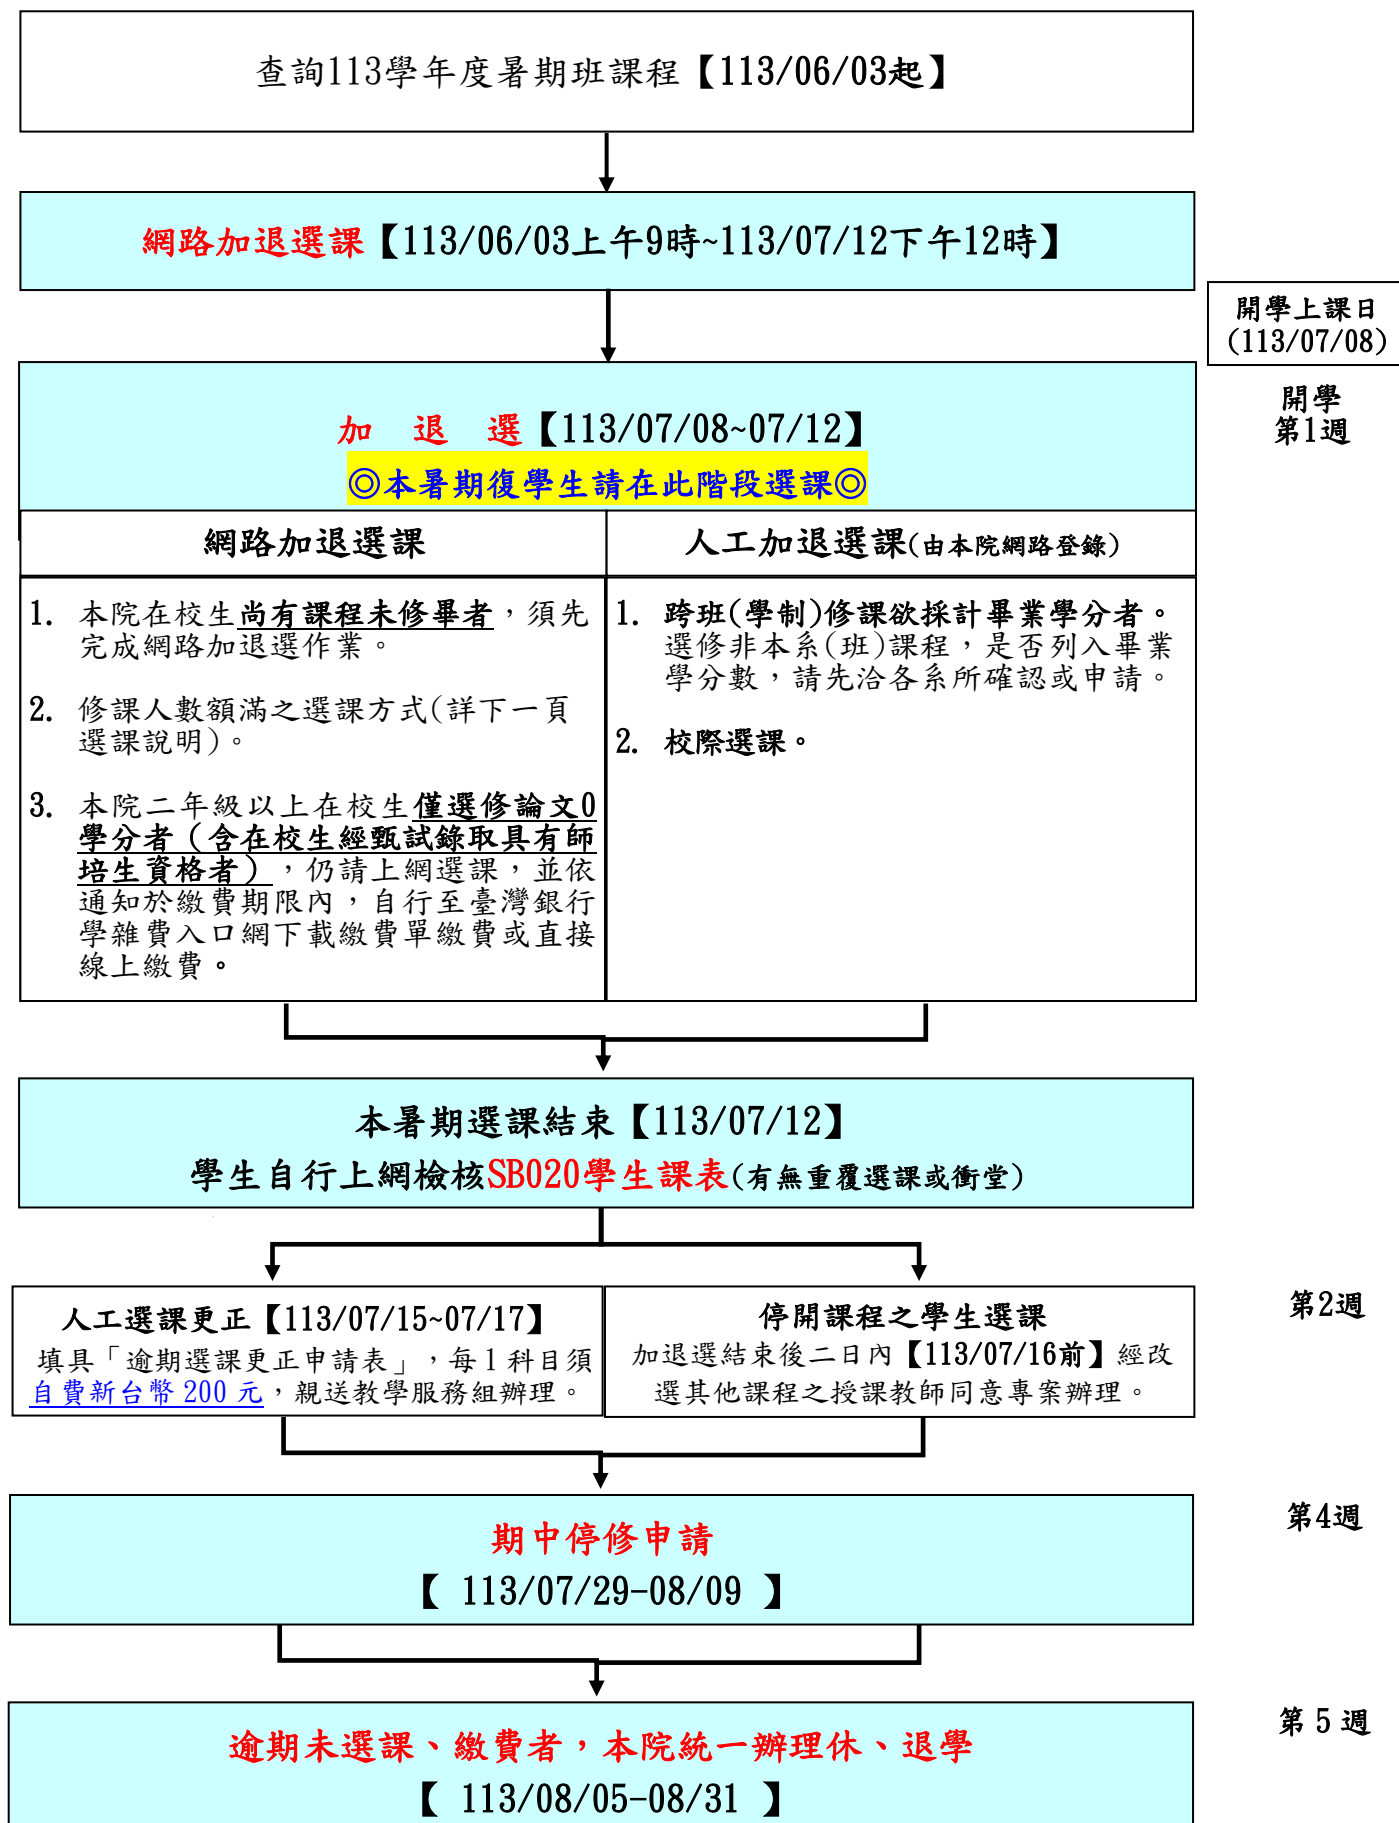 查詢113學年度暑期班課程【113/06/03起】
網路加退選課【113/06/03上午9時~113/07/12下午12時】
開學上課日
(113/07/08)
開學
第1週
加 退 選【113/07/08~07/12】
◎本暑期復學生請在此階段選課◎
網路加退選課
1. 本院在校生尚有課程未修畢者，須先
完成網路加退選作業。
2. 修課人數額滿之選課方式(詳下一頁
選課說明)。
3. 本院二年級以上在校生僅選修論文0
學分者（含在校生經甄試錄取具有師
培生資格者），仍請上網選課，並依
通知於繳費期限內，自行至臺灣銀行
學雜費入口網下載繳費單繳費或直接
線上繳費。
人工加退選課(由本院網路登錄)
1. 跨班(學制)修課欲採計畢業學分者。
選修非本系(班)課程，是否列入畢業
學分數，請先洽各系所確認或申請。
2. 校際選課。
本暑期選課結束【113/07/12】
學生自行上網檢核SB020學生課表(有無重覆選課或衝堂)
第2週
人工選課更正【113/07/15~07/17】
填具「逾期選課更正申請表」，每1科目須
自費新台幣 200 元，親送教學服務組辦理。
停開課程之學生選課
加退選結束後二日內【113/07/16前】經改
選其他課程之授課教師同意專案辦理。
第4週
期中停修申請
【 113/07/29-08/09 】
第 5 週
逾期未選課、繳費者，本院統一辦理休、退學
【 113/08/05-08/31 】